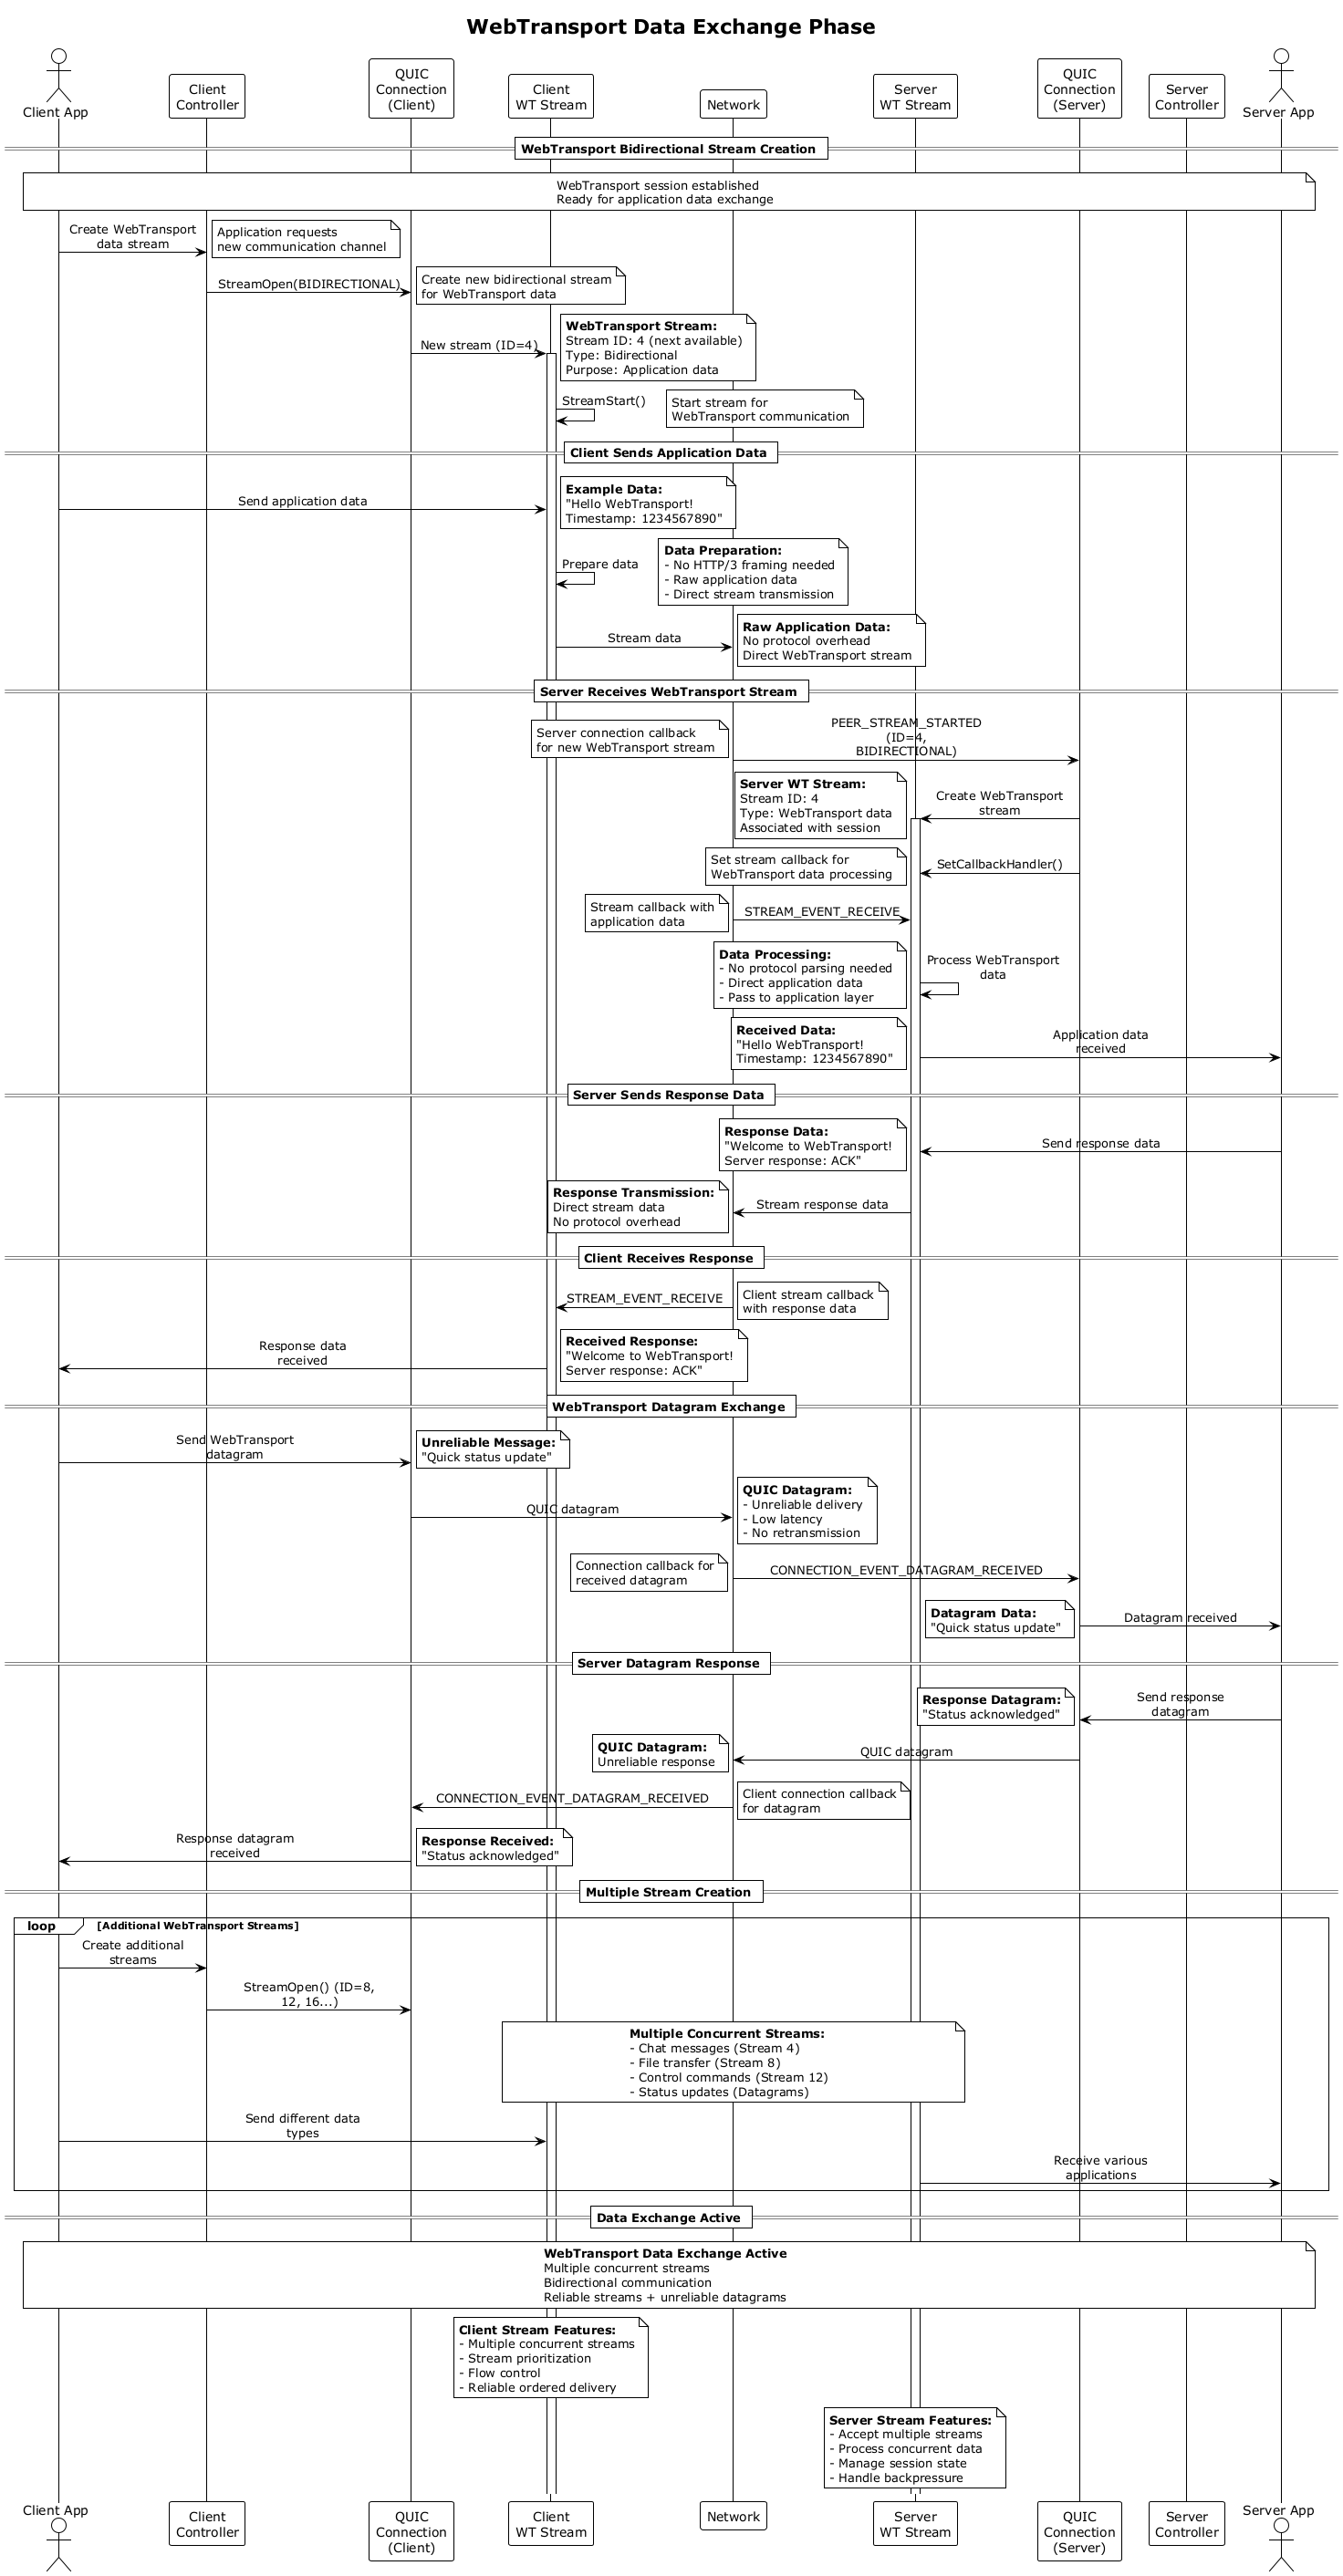 WebTransport Data Exchange Phase
Client App
Client
Controller
QUIC
Connection
(Client)
Client
WT Stream
Network
Server
WT Stream
QUIC
Connection
(Server)
Server
Controller
Server App
WebTransport Bidirectional Stream Creation
WebTransport session established
Ready for application data exchange
Create WebTransport
data stream
Application requests
new communication channel
StreamOpen(BIDIRECTIONAL)
Create new bidirectional stream
for WebTransport data
New stream (ID=4)
WebTransport Stream:
Stream ID: 4 (next available)
Type: Bidirectional
Purpose: Application data
StreamStart()
Start stream for
WebTransport communication
Client Sends Application Data
Send application data
Example Data:
"Hello WebTransport!
Timestamp: 1234567890"
Prepare data
Data Preparation:
- No HTTP/3 framing needed
- Raw application data
- Direct stream transmission
Stream data
Raw Application Data:
No protocol overhead
Direct WebTransport stream
Server Receives WebTransport Stream
Server connection callback
for new WebTransport stream
PEER_STREAM_STARTED
(ID=4,
BIDIRECTIONAL)
Server WT Stream:
Stream ID: 4
Type: WebTransport data
Associated with session
Create WebTransport
stream
Set stream callback for
WebTransport data processing
SetCallbackHandler()
Stream callback with
application data
STREAM_EVENT_RECEIVE
Data Processing:
- No protocol parsing needed
- Direct application data
- Pass to application layer
Process WebTransport
data
Received Data:
"Hello WebTransport!
Timestamp: 1234567890"
Application data
received
Server Sends Response Data
Response Data:
"Welcome to WebTransport!
Server response: ACK"
Send response data
Response Transmission:
Direct stream data
No protocol overhead
Stream response data
Client Receives Response
STREAM_EVENT_RECEIVE
Client stream callback
with response data
Response data
received
Received Response:
"Welcome to WebTransport!
Server response: ACK"
WebTransport Datagram Exchange
Send WebTransport
datagram
Unreliable Message:
"Quick status update"
QUIC datagram
QUIC Datagram:
- Unreliable delivery
- Low latency
- No retransmission
Connection callback for
received datagram
CONNECTION_EVENT_DATAGRAM_RECEIVED
Datagram Data:
"Quick status update"
Datagram received
Server Datagram Response
Response Datagram:
"Status acknowledged"
Send response
datagram
QUIC Datagram:
Unreliable response
QUIC datagram
CONNECTION_EVENT_DATAGRAM_RECEIVED
Client connection callback
for datagram
Response datagram
received
Response Received:
"Status acknowledged"
Multiple Stream Creation
loop
[Additional WebTransport Streams]
Create additional
streams
StreamOpen() (ID=8,
12, 16...)
Multiple Concurrent Streams:
- Chat messages (Stream 4)
- File transfer (Stream 8)
- Control commands (Stream 12)
- Status updates (Datagrams)
Send different data
types
Receive various
applications
Data Exchange Active
WebTransport Data Exchange Active
Multiple concurrent streams
Bidirectional communication
Reliable streams + unreliable datagrams
Client Stream Features:
- Multiple concurrent streams
- Stream prioritization
- Flow control
- Reliable ordered delivery
Server Stream Features:
- Accept multiple streams
- Process concurrent data
- Manage session state
- Handle backpressure
Client App
Client
Controller
QUIC
Connection
(Client)
Client
WT Stream
Network
Server
WT Stream
QUIC
Connection
(Server)
Server
Controller
Server App